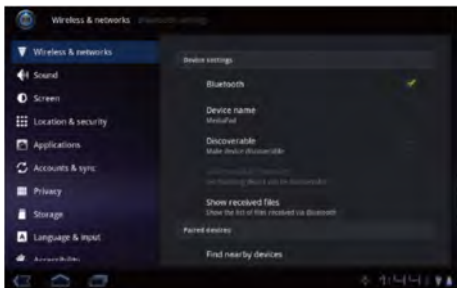 Wireless & networks
Wireless & networks
Sound
Screen
Location & security
Applications
Accounts & sync
Privacy
Storage
Language & input
Accessibility
Device settings
Bluetooth
Device name
MediaPad
Discoverable
Make device discoverable
Show received files
Show the list of files received via Bluetooth
Paired devices
Find nearby devices